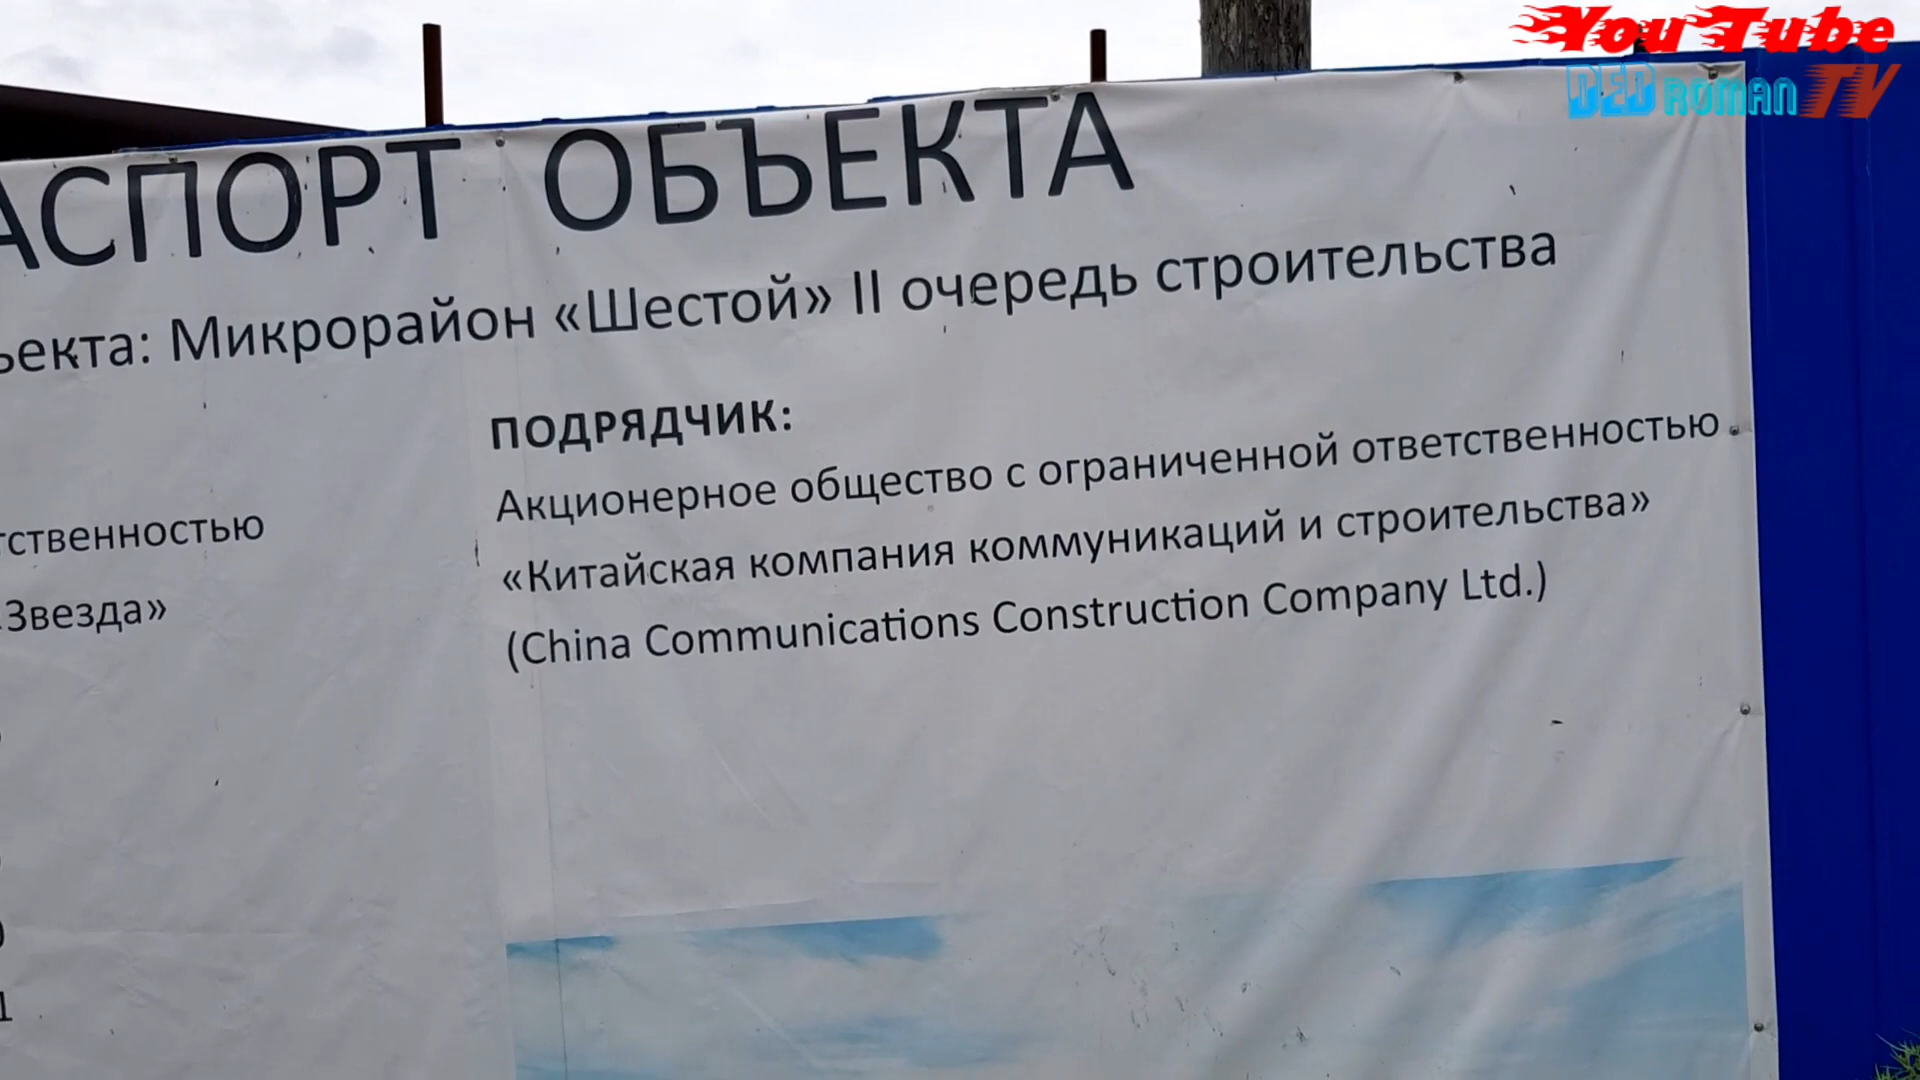 YouTube
DED ROMAN TV
АСПОРТ ОБЪЕКТА
ъекта: Микрорайон «Шестой» II очередь строительства
ПОДРЯДЧИК:
Акционерное общество с ограниченной ответственностью
«Китайская компания коммуникаций и строительства»
(China Communications Construction Company Ltd.)
тственностью
Звезда»